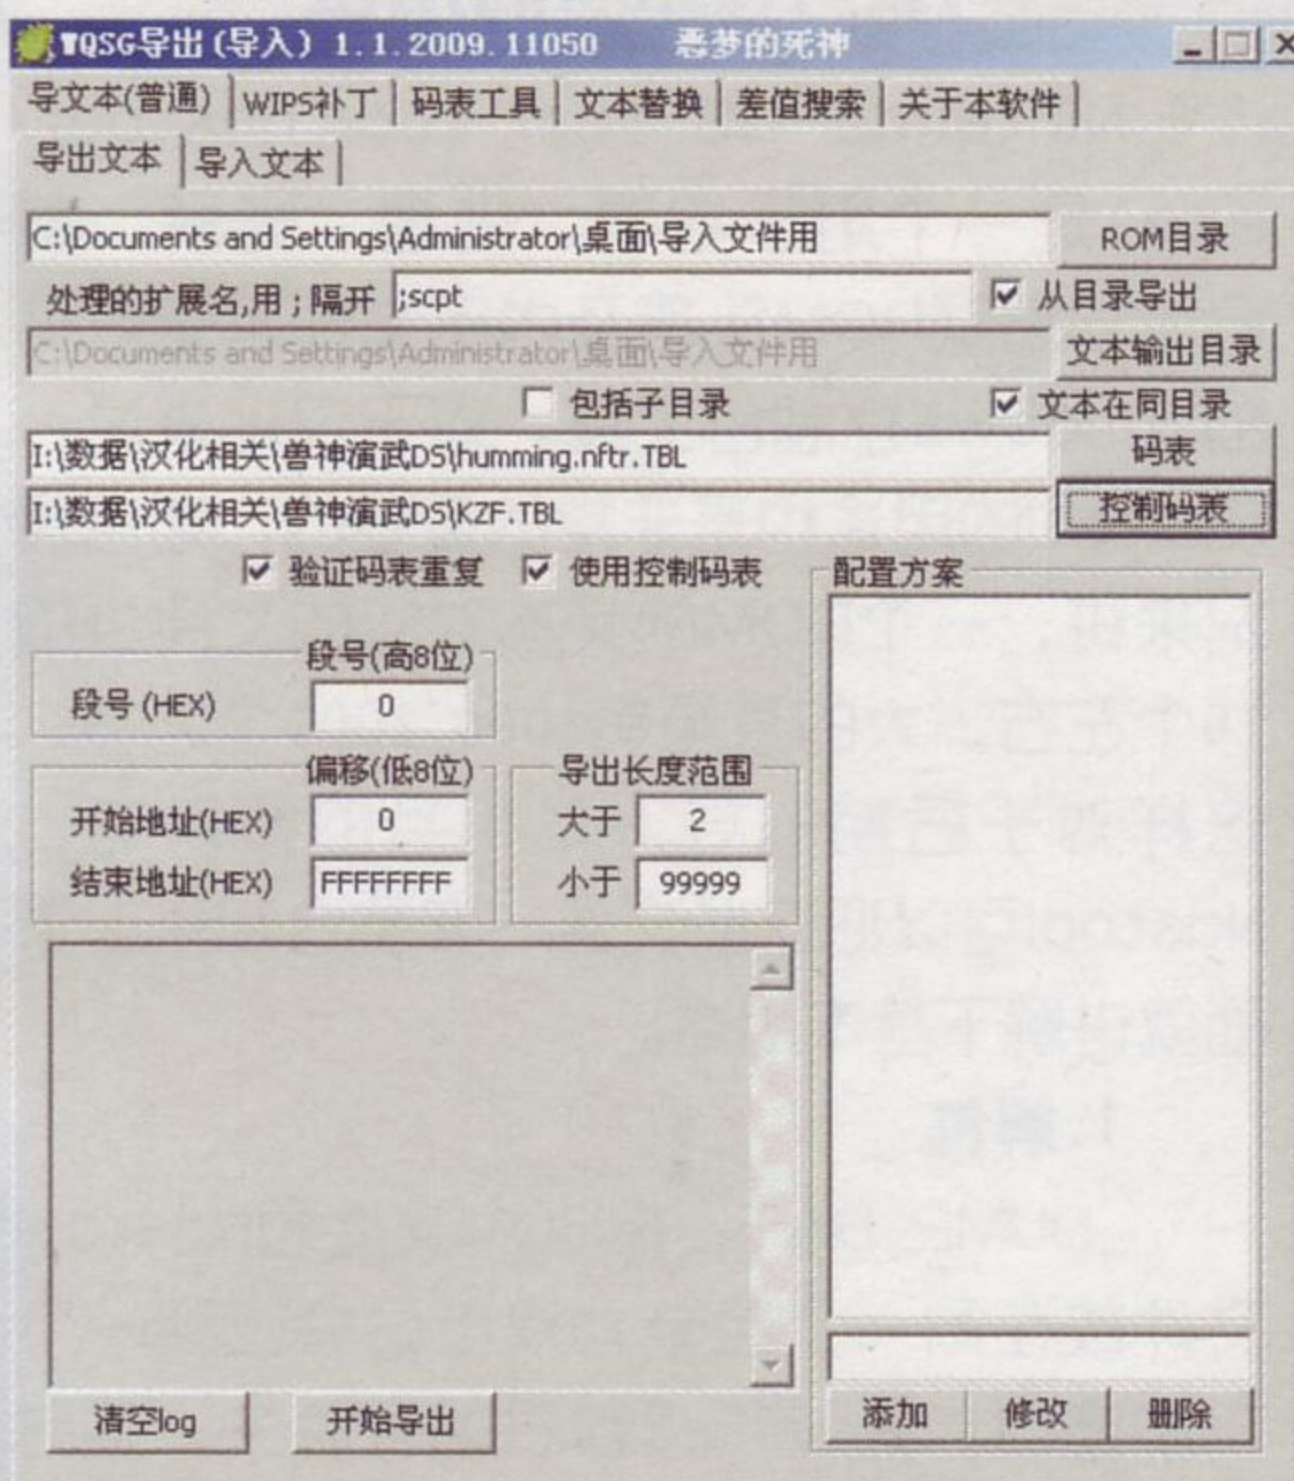 WQSG导出(导入) 1.1.2009.11050 恶梦的死神
导文本(普通) WIPS补丁 码表工具 文本替换 差值搜索 关于本软件
导出文本 导入文本
C:\Documents and Settings\Administrator\桌面\导入文件用 ROM目录
处理的扩展名,用;隔开 ;scpt 从目录导出
C:\Documents and Settings\Administrator\桌面\导入文件用 文本输出目录
包括子目录 文本在同目录
I:\数据\汉化相关\兽神演武DS\humming.nftr.TBL 码表
I:\数据\汉化相关\兽神演武DS\KZF.TBL 控制码表
验证码表重复 使用控制码表 配置方案
段号(高8位)
段号(HEX) 0
偏移(低8位) 导出长度范围
开始地址(HEX) 0 大于 2
结束地址(HEX) FFFFFFFF 小于 99999
清空log 开始导出 添加 修改 删除